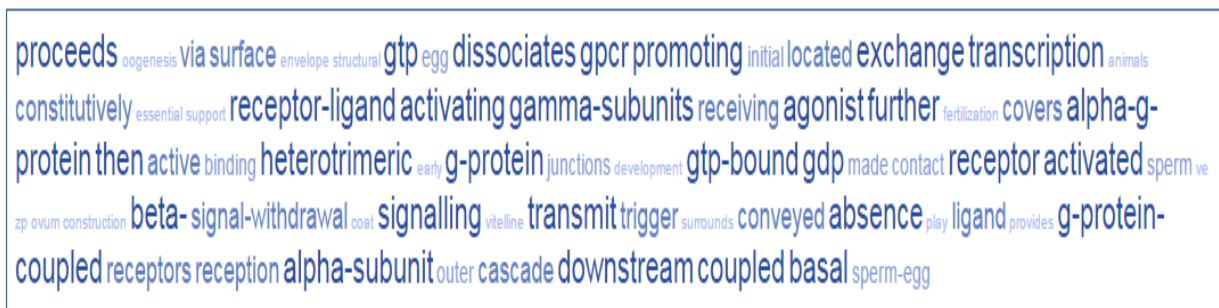 proceeds oogenesis via surface envelope structural gtp egg dissociates gpcr promoting initial located exchange transcription animals
constitutively essential support receptor-ligand activating gamma-subunits receiving agonist further fertilization covers alpha-g-
protein then active binding heterotrimeric early g-protein junctions development gtp-bound gdp made contact receptor activated sperm ve
zp ovum construction beta- signal-withdrawal coat signalling vitelline transmit trigger surrounds conveyed absence play ligand provides g-protein-
coupled receptors reception alpha-subunit outer cascade downstream coupled basal sperm-egg